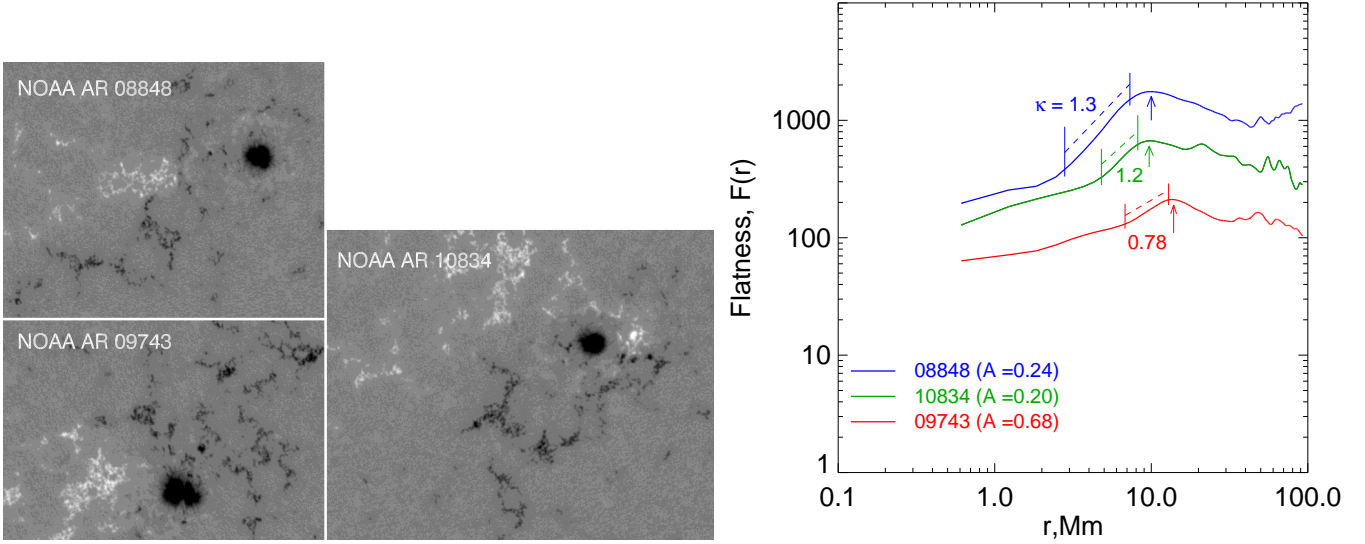 NOAA AR 08848
NOAA AR 09743
NOAA AR 10834
Flatness, F(r)
1000
100
10
1
κ = 1.3
1.2
0.78
08848 (A =0.24)
10834 (A =0.20)
09743 (A =0.68)
0.1
1.0
10.0
100.0
r,Mm